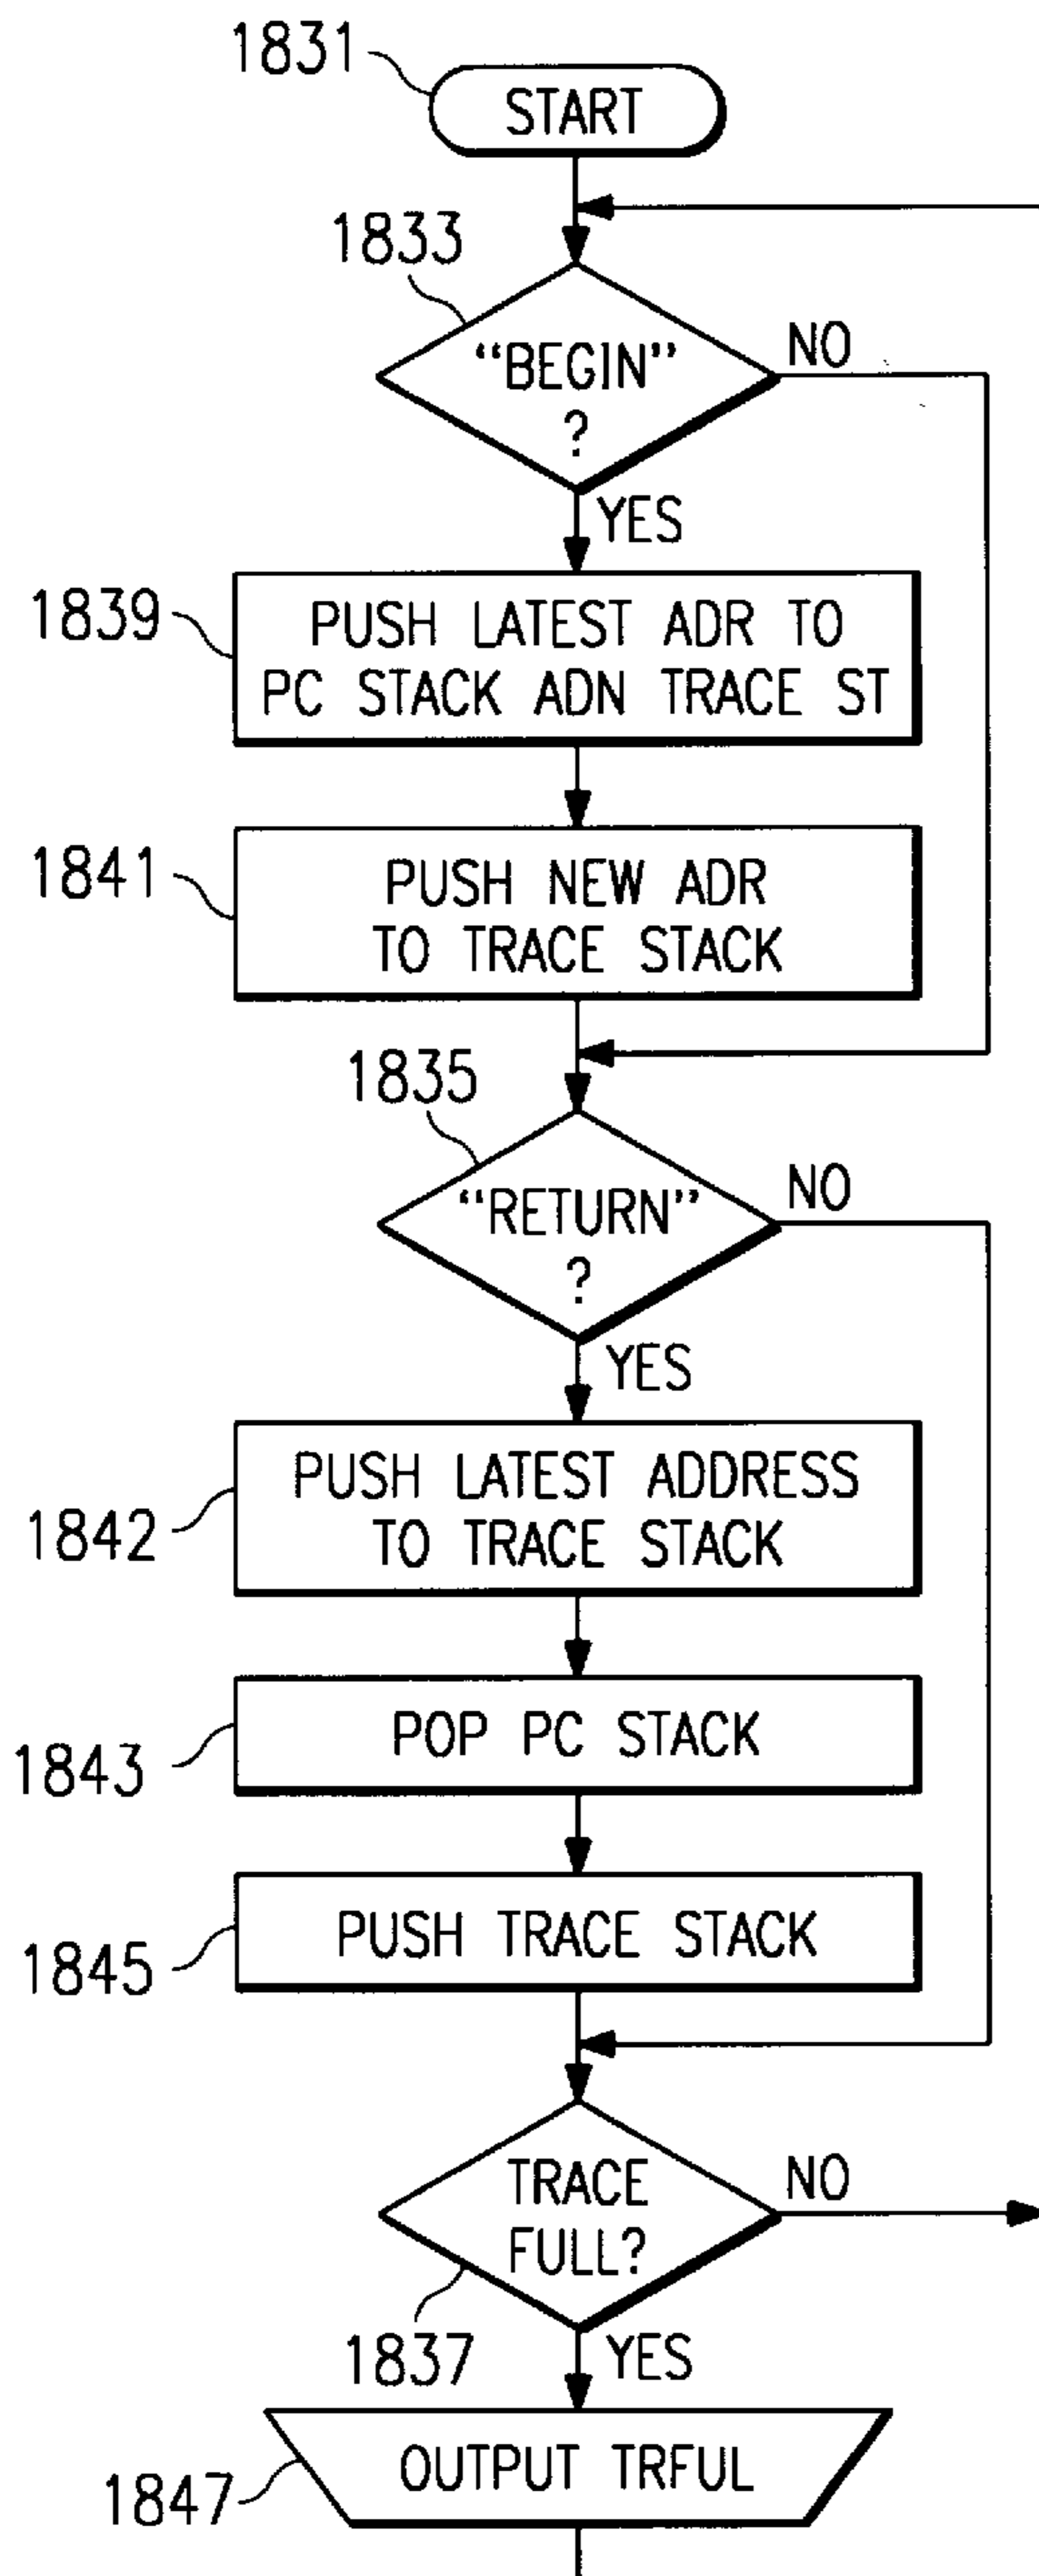 1831
START
1833
“BEGIN”
?
NO
YES
1839
PUSH LATEST ADR TO
PC STACK ADN TRACE ST
1841
PUSH NEW ADR
TO TRACE STACK
1835
“RETURN”
?
NO
YES
1842
PUSH LATEST ADDRESS
TO TRACE STACK
1843
POP PC STACK
1845
PUSH TRACE STACK
TRACE
FULL?
NO
1837
YES
1847
OUTPUT TRFUL